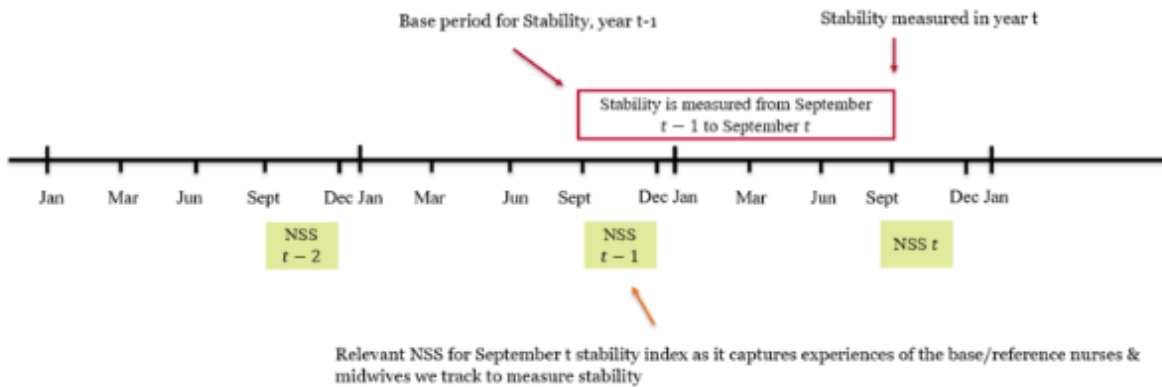 Base period for Stability, year t-1
Stability measured in year t
Stability is measured from September
t − 1 to September t
Jan Mar Jun Sept Dec Jan Mar Jun Sept Dec Jan Mar Jun Sept Dec Jan
NSS
t − 2
NSS
t − 1
NSS t
Relevant NSS for September t stability index as it captures experiences of the base/reference nurses &
midwives we track to measure stability